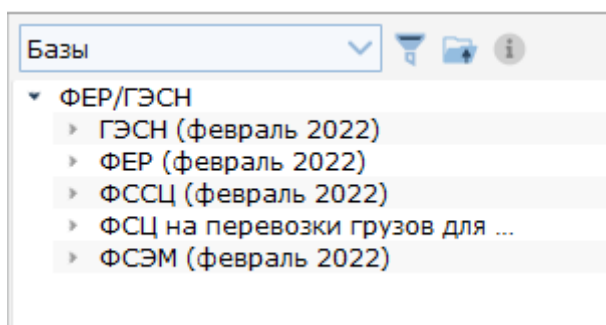 Базы
ФЕР/ГЭСН
ГЭСН (февраль 2022)
ФЕР (февраль 2022)
ФССЦ (февраль 2022)
ФСЦ на перевозки грузов для ...
ФСЭМ (февраль 2022)